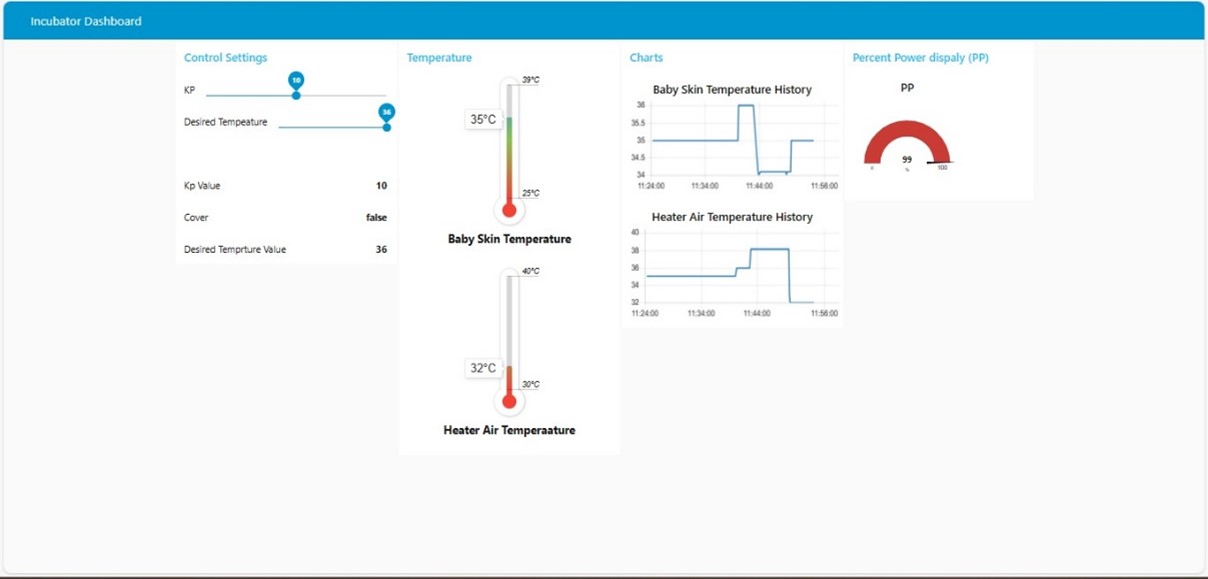 Incubator Dashboard
Control Settings
KP
10
Desired Tempeature
36
Kp Value 10
Cover false
Desired Temprture Value 36
Temperature
39°C
35°C
25°C
Baby Skin Temperature
40°C
32°C
30°C
Heater Air Temperaature
Charts
Baby Skin Temperature History
36
35.5
35
34.5
34
11:24:00 11:34:00 11:44:00 11:56:00
Heater Air Temperature History
40
38
36
34
32
11:24:00 11:34:00 11:44:00 11:56:00
Percent Power dispaly (PP)
PP
99
0 % 100